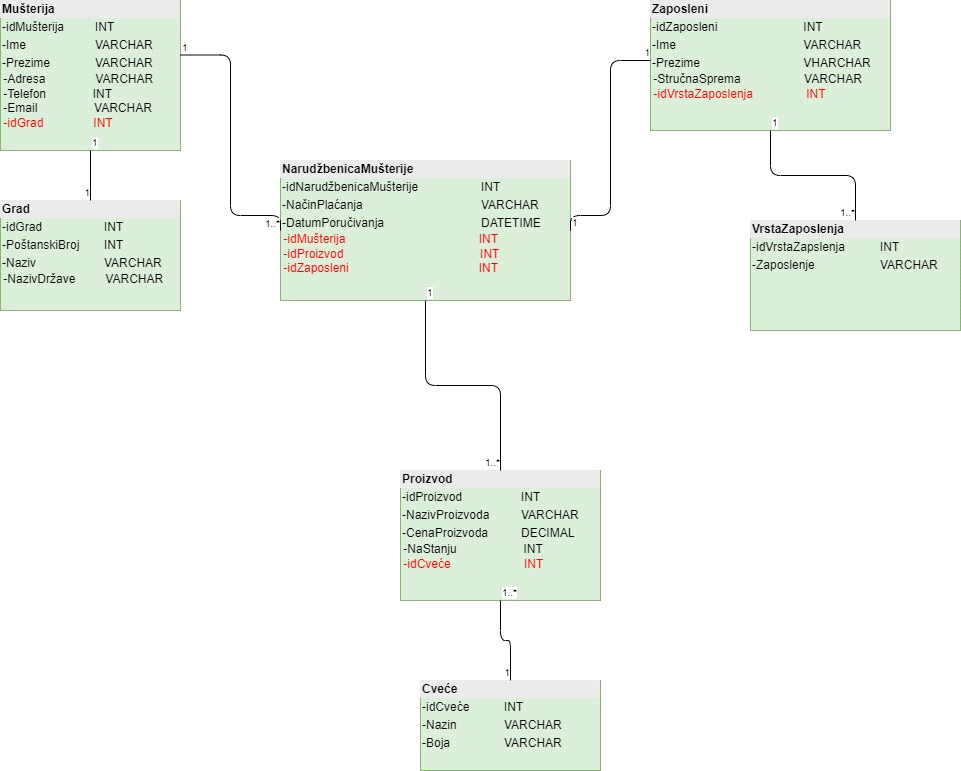 Mušterija
-idMušterija INT
-Ime VARCHAR
-Prezime VARCHAR
-Adresa VARCHAR
-Telefon INT
-Email VARCHAR
-idGrad INT
1
1
1
Grad
-idGrad INT
-PoštanskiBroj INT
-Naziv VARCHAR
-NazivDržave VARCHAR
Zaposleni
-idZaposleni INT
-Ime VARCHAR
-Prezime VHARCHAR
-StručnaSprema VARCHAR
-idVrstaZaposlenja INT
1
1
1..*
VrstaZaposlenja
-idVrstaZapslenja INT
-Zaposlenje VARCHAR
NarudžbenicaMušterije
-idNarudžbenicaMušterije INT
-NačinPlaćanja VARCHAR
-DatumPoručivanja DATETIME
-idMušterija INT
-idProizvod INT
-idZaposleni INT
1..*
1
1
1..*
Proizvod
-idProizvod INT
-NazivProizvoda VARCHAR
-CenaProizvoda DECIMAL
-NaStanju INT
-idCveće INT
1..*
1
Cveće
-idCveće INT
-Nazin VARCHAR
-Boja VARCHAR